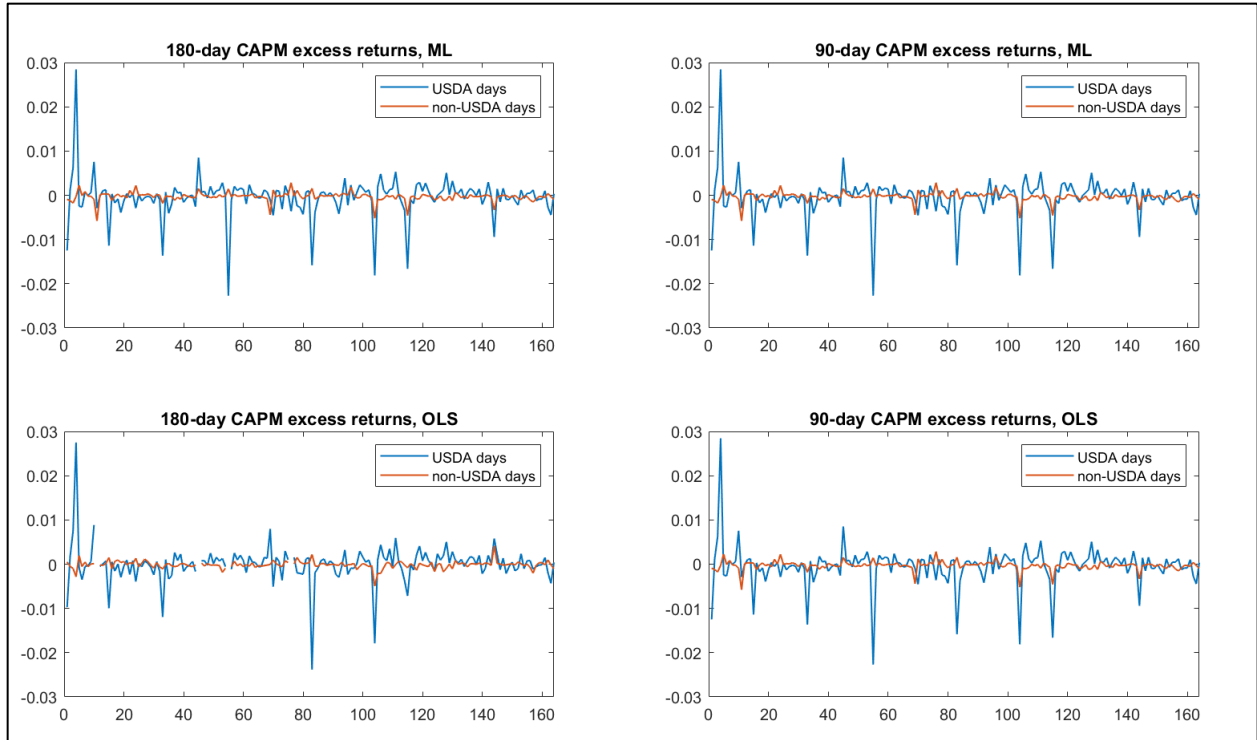 180-day CAPM excess returns, ML
0.03
0.02
0.01
0
-0.01
-0.02
-0.03
0 20 40 60 80 100 120 140 160
USDA days
non-USDA days
90-day CAPM excess returns, ML
0.03
0.02
0.01
0
-0.01
-0.02
-0.03
0 20 40 60 80 100 120 140 160
USDA days
non-USDA days
180-day CAPM excess returns, OLS
0.03
0.02
0.01
0
-0.01
-0.02
-0.03
0 20 40 60 80 100 120 140 160
USDA days
non-USDA days
90-day CAPM excess returns, OLS
0.03
0.02
0.01
0
-0.01
-0.02
-0.03
0 20 40 60 80 100 120 140 160
USDA days
non-USDA days